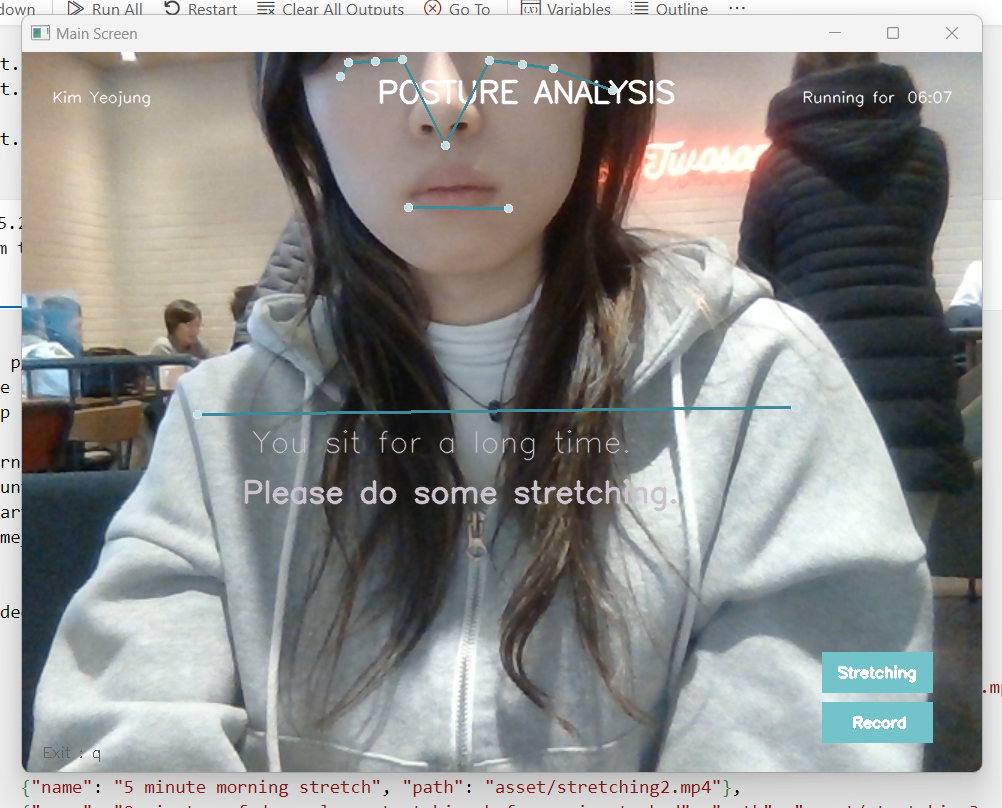 down Run All Restart Clear All Outputs Go To Variables Outline ...
Main Screen
POSTURE ANALYSIS
Kim Yeojung
Running for 06:07
You sit for a long time.
Please do some stretching.
Stretching
Record
Exit : q
{"name": "5 minute morning stretch", "path": "asset/stretching2.mp4"},